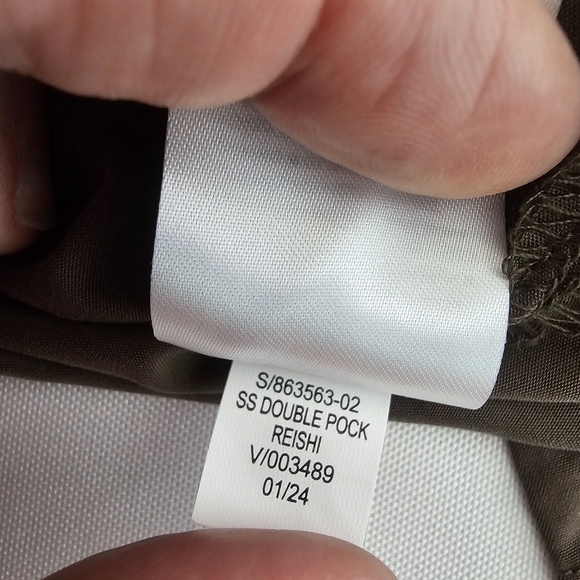 S/863563-02
SS DOUBLE POCK
REISHI
V/003489
01/24